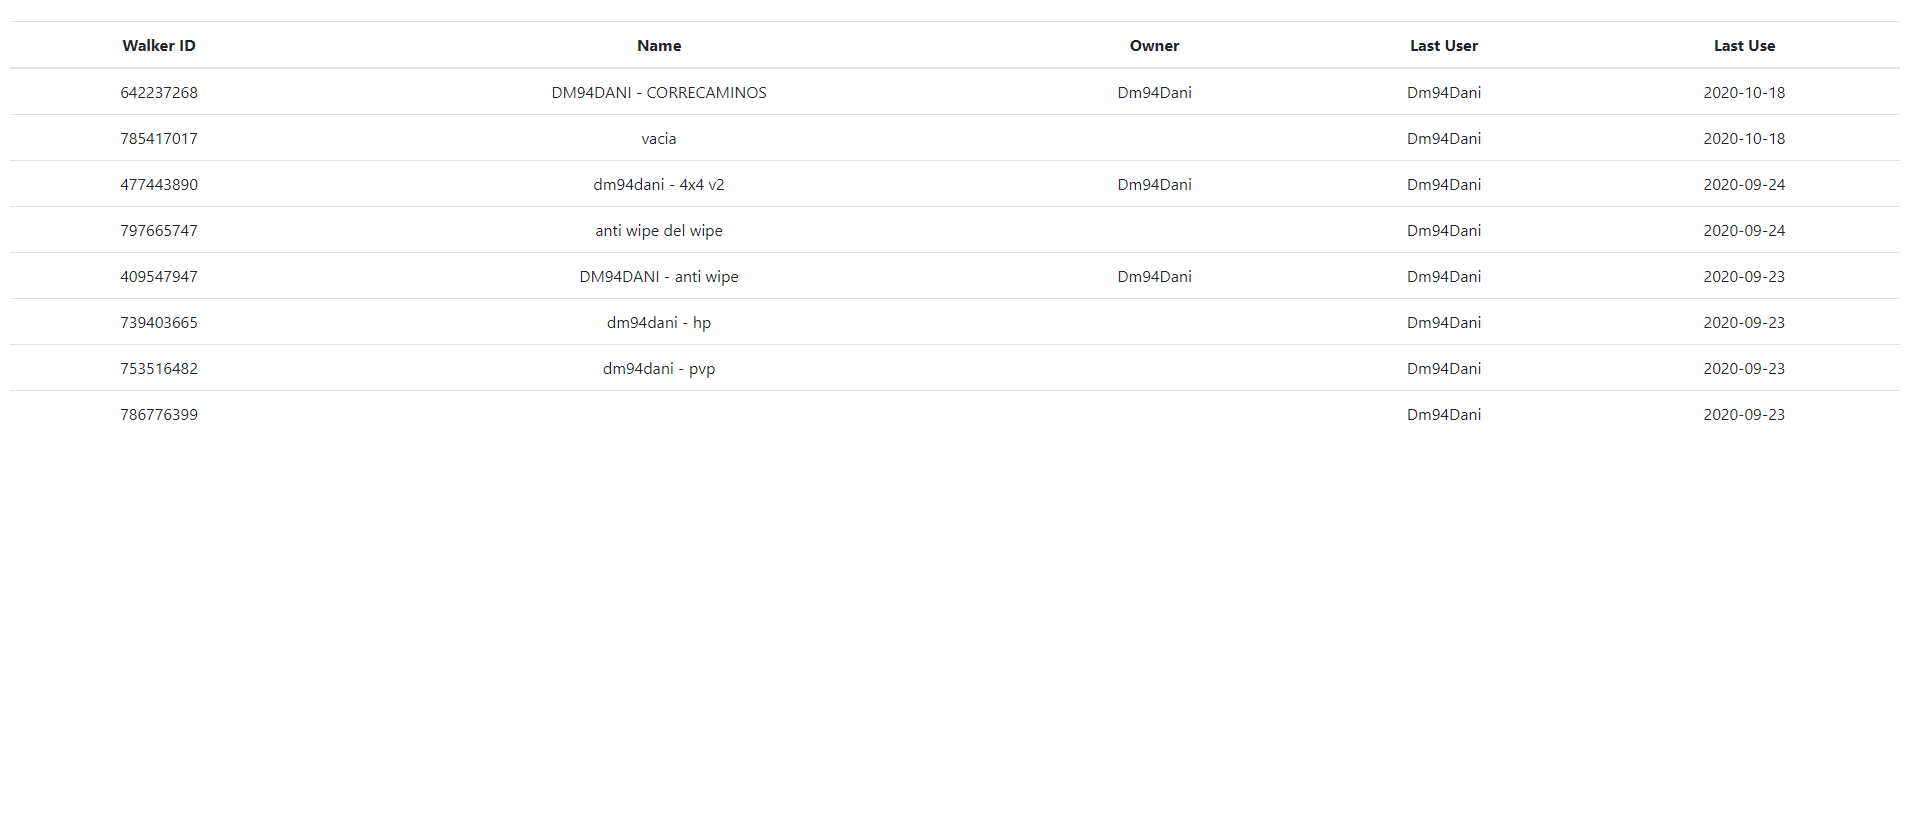 Walker ID Name Owner Last User Last Use
642237268 DM94DANI - CORRECAMINOS Dm94Dani Dm94Dani 2020-10-18
785417017 vacia Dm94Dani 2020-10-18
477443890 dm94dani - 4x4 v2 Dm94Dani Dm94Dani 2020-09-24
797665747 anti wipe del wipe Dm94Dani 2020-09-24
409547947 DM94DANI - anti wipe Dm94Dani Dm94Dani 2020-09-23
739403665 dm94dani - hp Dm94Dani 2020-09-23
753516482 dm94dani - pvp Dm94Dani 2020-09-23
786776399 Dm94Dani 2020-09-23